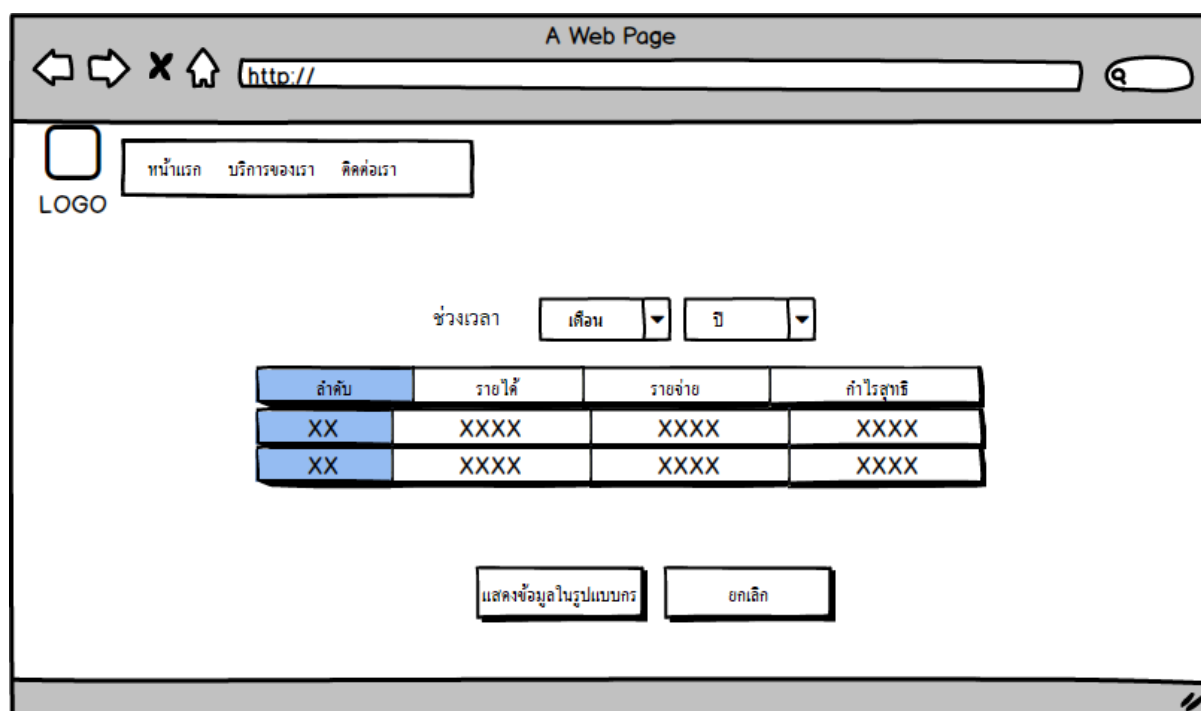 A Web Page
http://
หน้าแรก บริการของเรา ติดต่อเรา
LOGO
ช่วงเวลา เดือน ปี
ลำดับ รายได้ รายจ่าย กำไรสุทธิ
XX XXXX XXXX XXXX
XX XXXX XXXX XXXX
แสดงข้อมูลในรูปแบบกร ยกเลิก